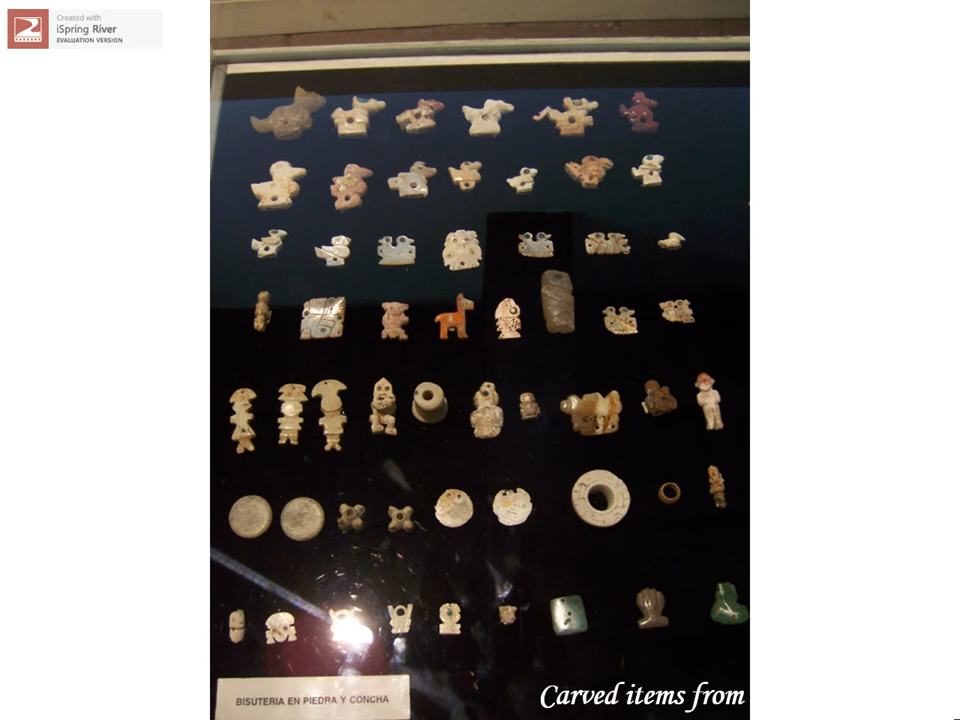 Created with
iSpring River
EVALUATION VERSION
BISUTERIA EN PIEDRA Y CONCHA
Carved items from